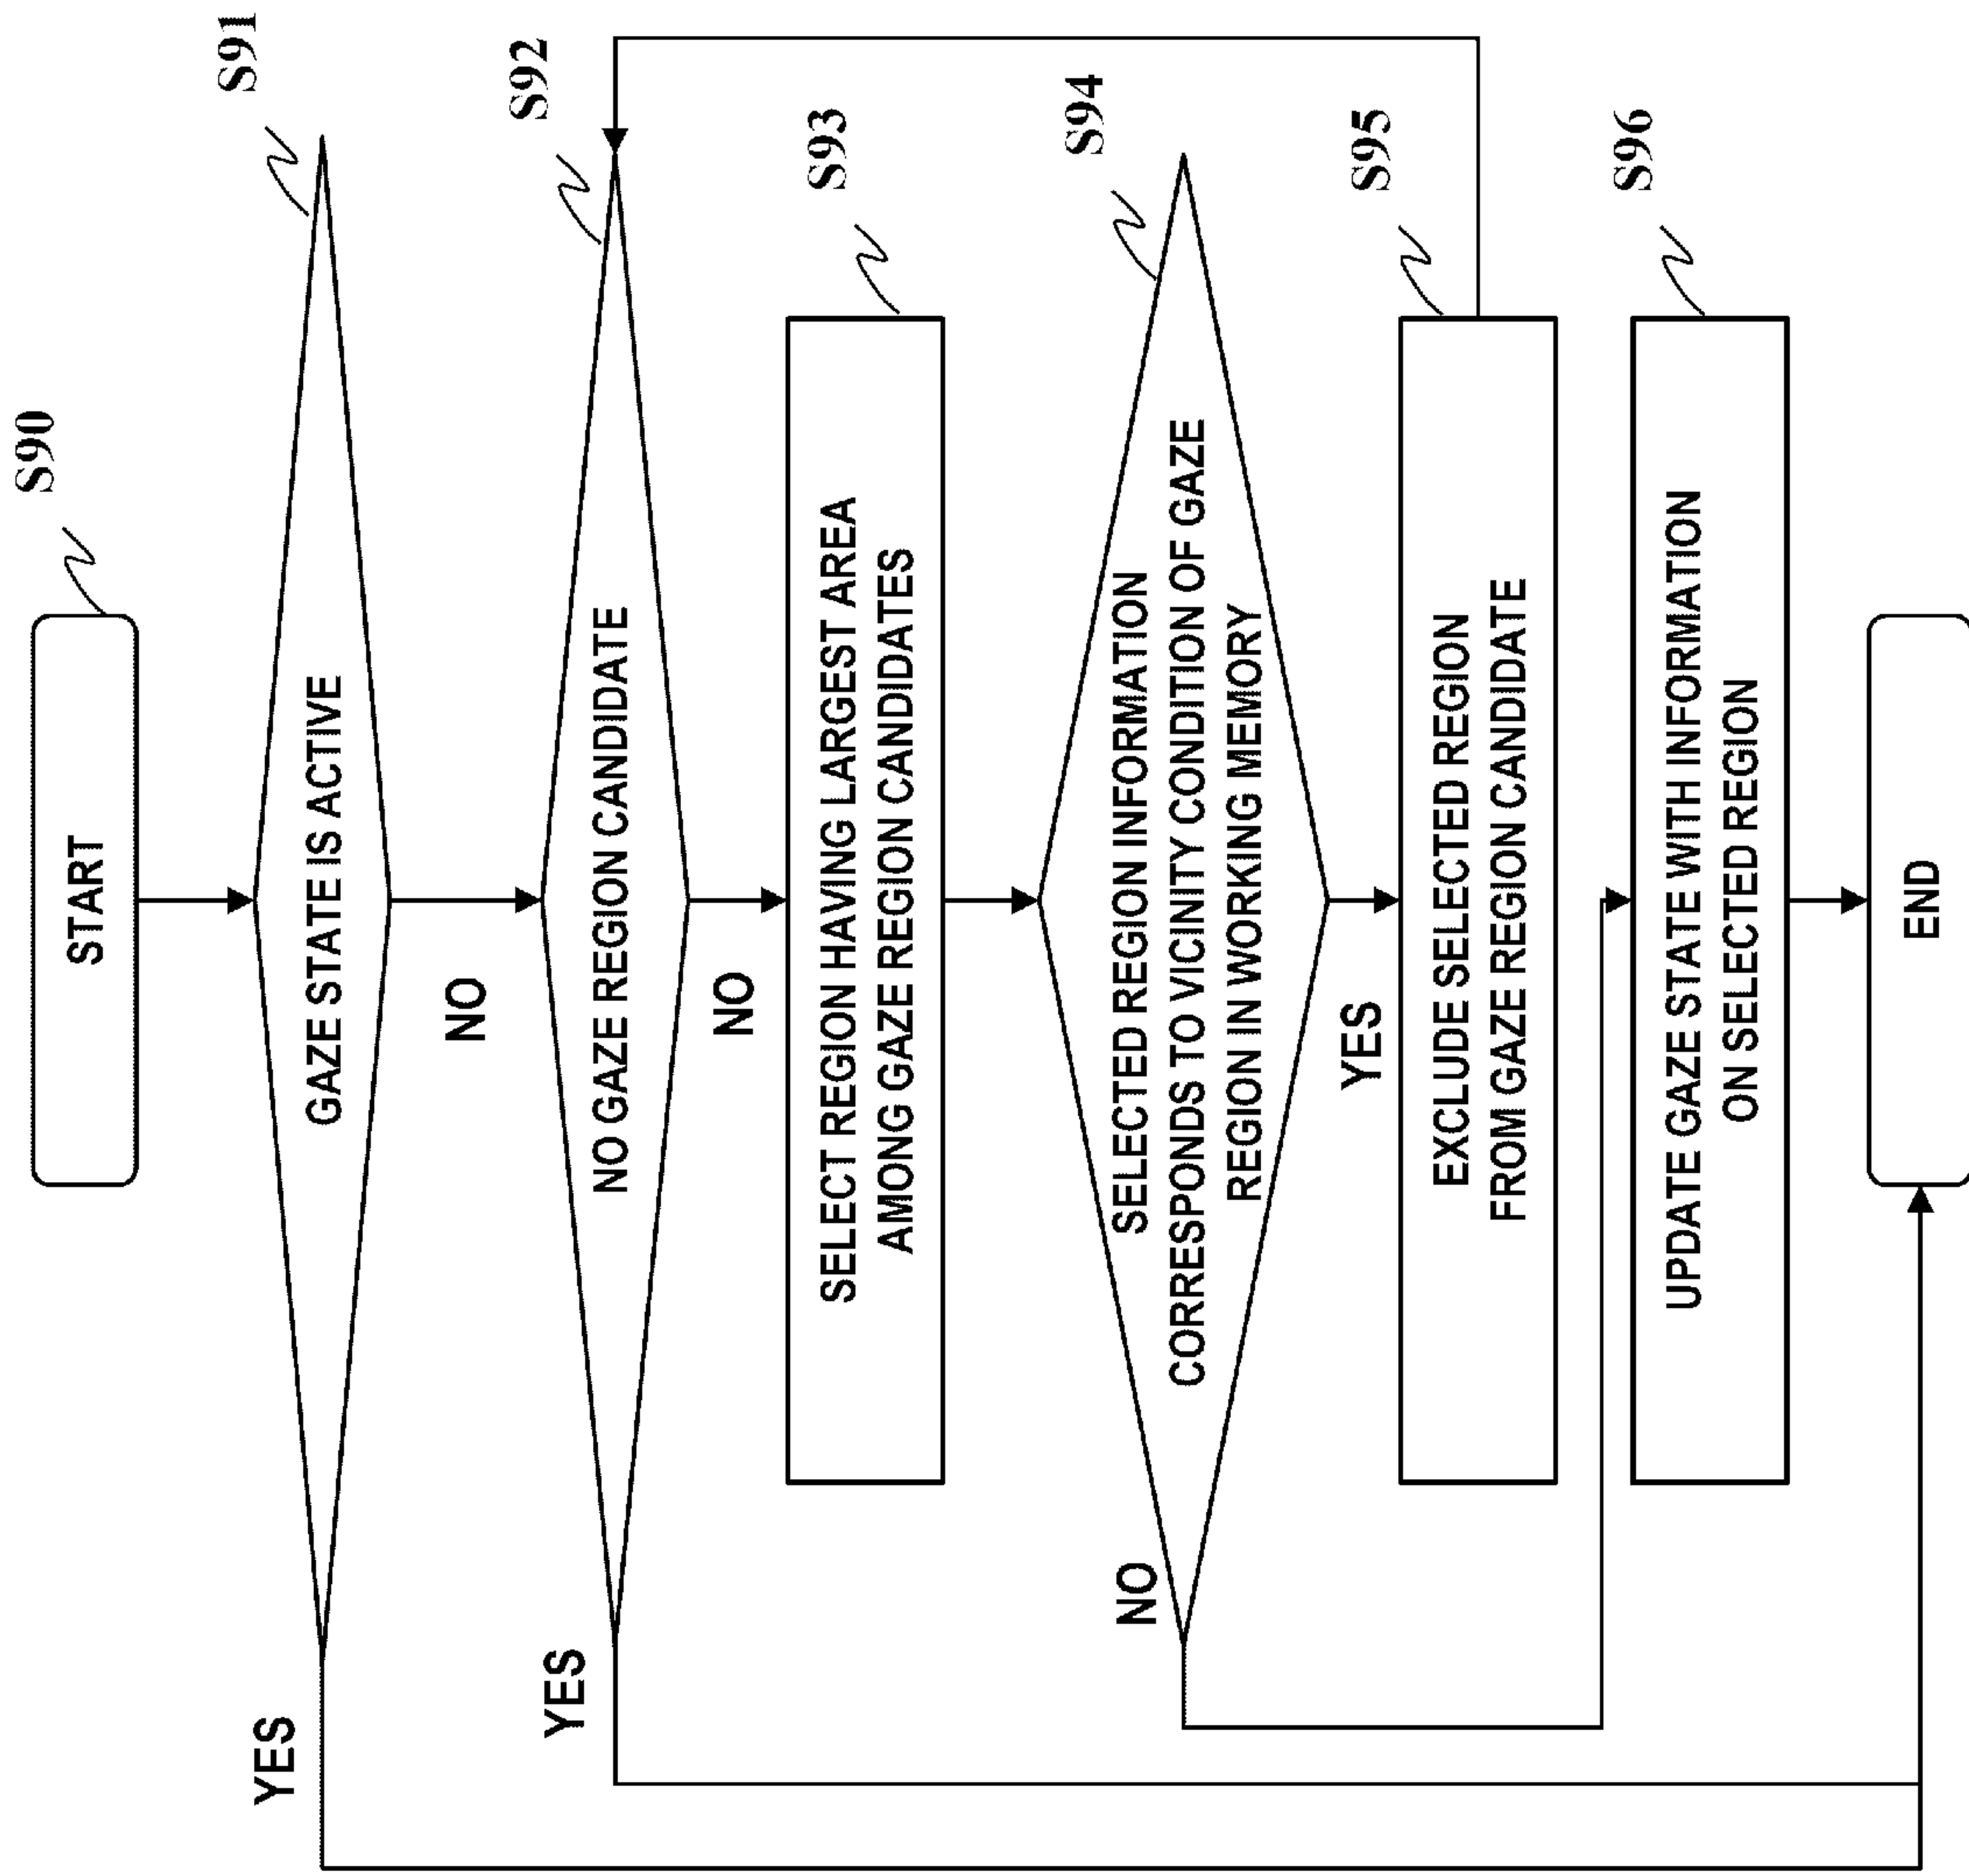 S90
START
S91
GAZE STATE IS ACTIVE
YES
NO
S92
NO GAZE REGION CANDIDATE
YES
NO
S93
SELECT REGION HAVING LARGEST AREA
AMONG GAZE REGION CANDIDATES
S94
SELECTED REGION INFORMATION
CORRESPONDS TO VICINITY CONDITION OF GAZE
REGION IN WORKING MEMORY
NO
YES
S95
EXCLUDE SELECTED REGION
FROM GAZE REGION CANDIDATE
S96
UPDATE GAZE STATE WITH INFORMATION
ON SELECTED REGION
END